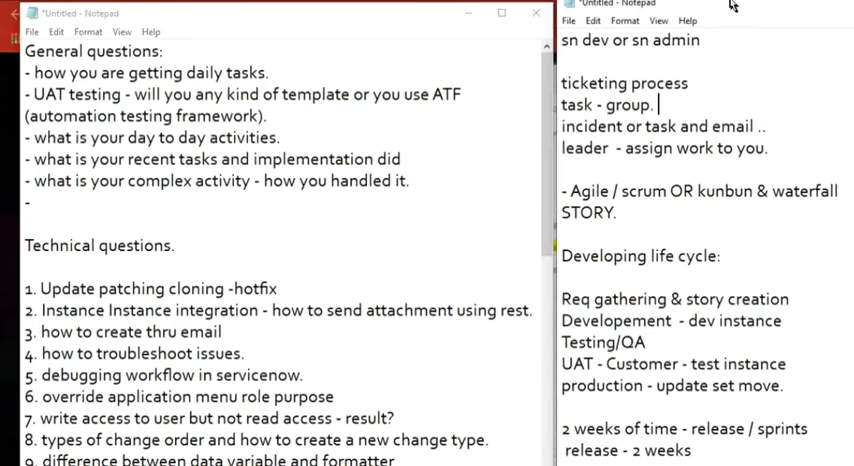 *Untitled - Notepad
File Edit Format View Help
General questions:
- how you are getting daily tasks.
- UAT testing - will you any kind of template or you use ATF
(automation testing framework).
- what is your day to day activities.
- what is your recent tasks and implementation did
- what is your complex activity - how you handled it.
-
Technical questions.
1. Update patching cloning -hotfix
2. Instance Instance integration - how to send attachment using rest.
3. how to create thru email
4. how to troubleshoot issues.
5. debugging workflow in servicenow.
6. override application menu role purpose
7. write access to user but not read access - result?
8. types of change order and how to create a new change type.
9. difference between data variable and formatter
*Untitled - Notepad
File Edit Format View Help
sn dev or sn admin
ticketing process
task - group.
incident or task and email ..
leader - assign work to you.
- Agile / scrum OR kunbun & waterfall
STORY.
Developing life cycle:
Req gathering & story creation
Developement - dev instance
Testing/QA
UAT - Customer - test instance
production - update set move.
2 weeks of time - release / sprints
release - 2 weeks